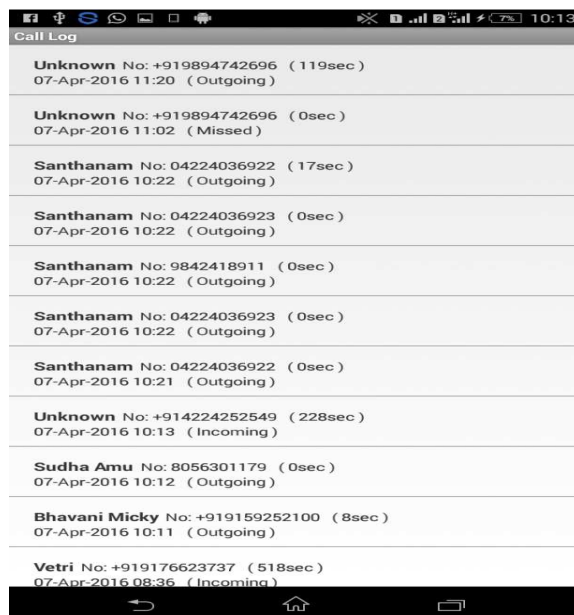 7% 10:13
Call Log
Unknown No: +919894742696 (119sec)
07-Apr-2016 11:20 (Outgoing)
Unknown No: +919894742696 (0sec)
07-Apr-2016 11:02 (Missed)
Santhanam No: 04224036922 (17sec)
07-Apr-2016 10:22 (Outgoing)
Santhanam No: 04224036923 (0sec)
07-Apr-2016 10:22 (Outgoing)
Santhanam No: 9842418911 (0sec)
07-Apr-2016 10:22 (Outgoing)
Santhanam No: 04224036923 (0sec)
07-Apr-2016 10:22 (Outgoing)
Santhanam No: 04224036922 (0sec)
07-Apr-2016 10:21 (Outgoing)
Unknown No: +914224252549 (228sec)
07-Apr-2016 10:13 (Incoming)
Sudha Amu No: 8056301179 (0sec)
07-Apr-2016 10:12 (Outgoing)
Bhavani Micky No: +919159252100 (8sec)
07-Apr-2016 10:11 (Outgoing)
Vetri No: +919176623737 (518sec)
07-Apr-2016 08:36 (Incoming)